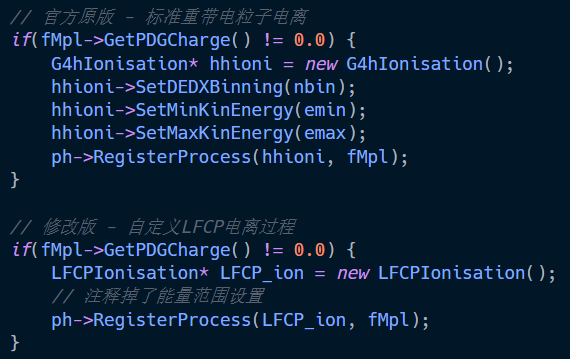 // 官方原版 - 标准重带电粒子电离
if(fMpl->GetPDGCharge() != 0.0) {
    G4hIonisation* hhioni = new G4hIonisation();
    hhioni->SetDEDXBinning(nbin);
    hhioni->SetMinKinEnergy(emin);
    hhioni->SetMaxKinEnergy(emax);
    ph->RegisterProcess(hhioni, fMpl);
}

// 修改版 - 自定义LFCP电离过程
if(fMpl->GetPDGCharge() != 0.0) {
    LFCPIonisation* LFCP_ion = new LFCPIonisation();
    // 注释掉了能量范围设置
    ph->RegisterProcess(LFCP_ion, fMpl);
}